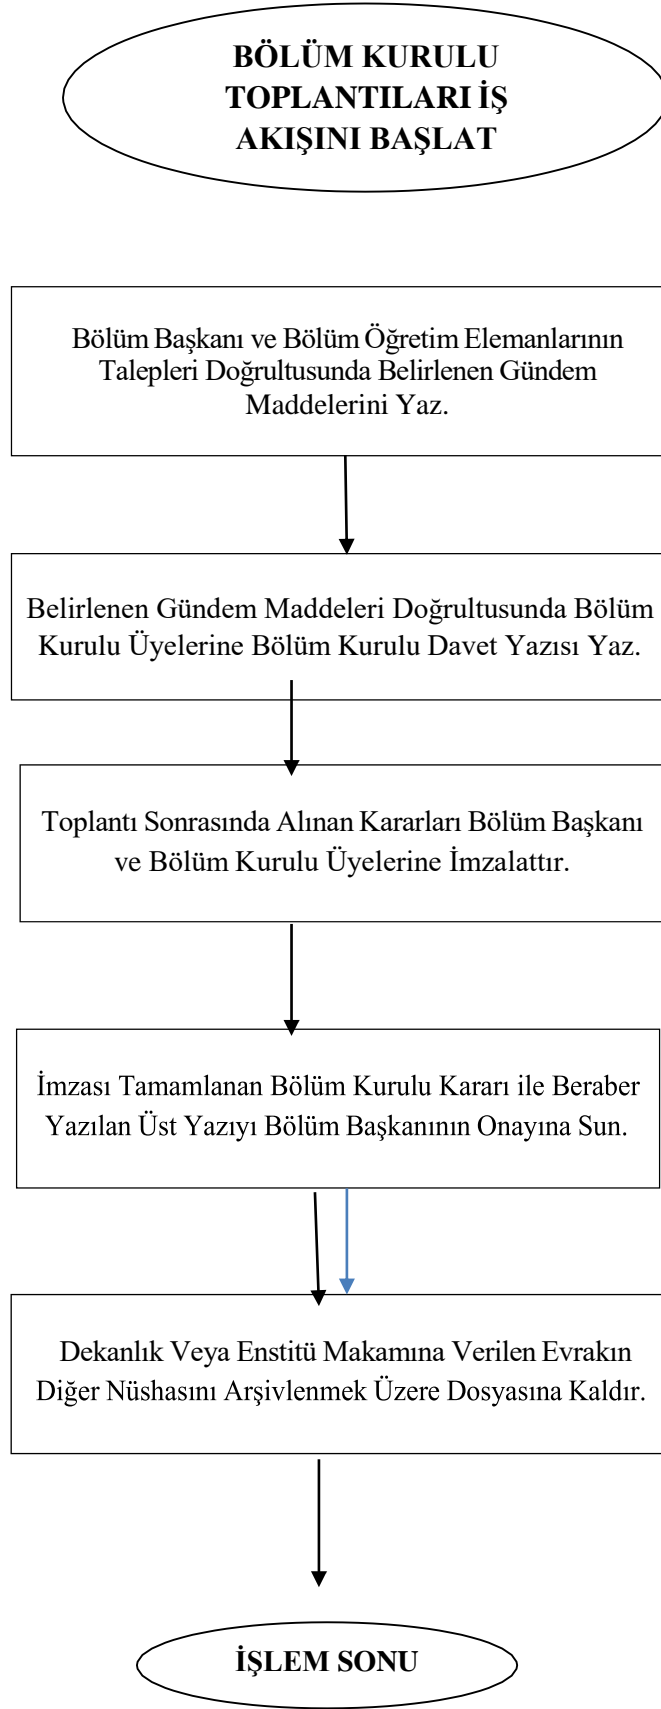 BÖLÜM KURULU
TOPLANTILARI İŞ
AKIŞINI BAŞLAT
Bölüm Başkanı ve Bölüm Öğretim Elemanlarının
Talepleri Doğrultusunda Belirlenen Gündem
Maddelerini Yaz.
Belirlenen Gündem Maddeleri Doğrultusunda Bölüm
Kurulu Üyelerine Bölüm Kurulu Davet Yazısı Yaz.
Toplantı Sonrasında Alınan Kararları Bölüm Başkanı
ve Bölüm Kurulu Üyelerine İmzalattır.
İmzası Tamamlanan Bölüm Kurulu Kararı ile Beraber
Yazılan Üst Yazıyı Bölüm Başkanının Onayına Sun.
Dekanlık Veya Enstitü Makamına Verilen Evrakın
Diğer Nüshasını Arşivlenmek Üzere Dosyasına Kaldır.
İŞLEM SONU